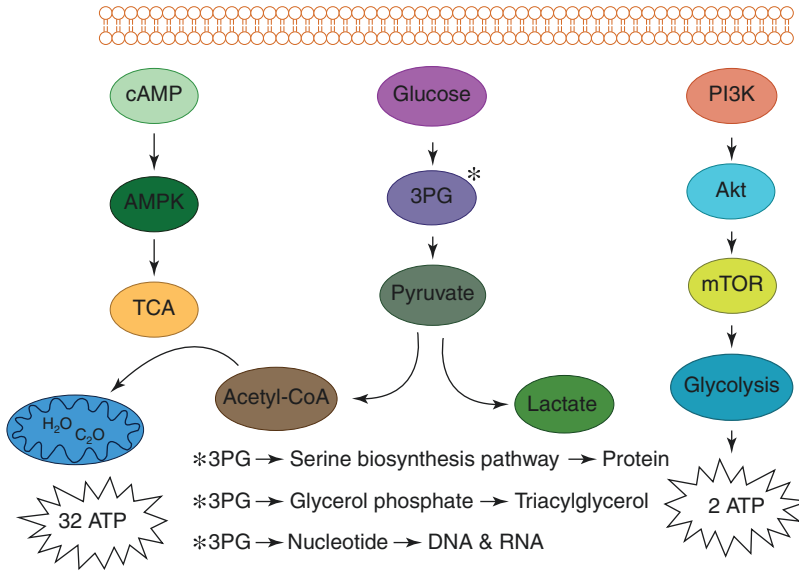 cAMP
Glucose
PI3K
AMPK
3PG *
Akt
TCA
Pyruvate
mTOR
Acetyl-CoA
Lactate
Glycolysis
H₂O
C₂O
*3PG → Serine biosynthesis pathway → Protein
*3PG → Glycerol phosphate → Triacylglycerol
*3PG → Nucleotide → DNA & RNA
32 ATP
2 ATP